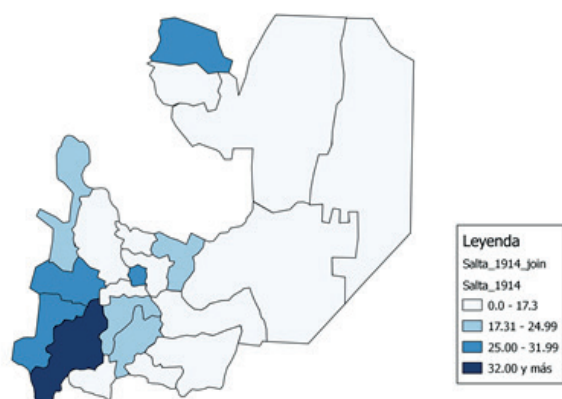 Leyenda
Salta_1914_join
Salta_1914
0.0 - 17.3
17.31 - 24.99
25.00 - 31.99
32.00 y más